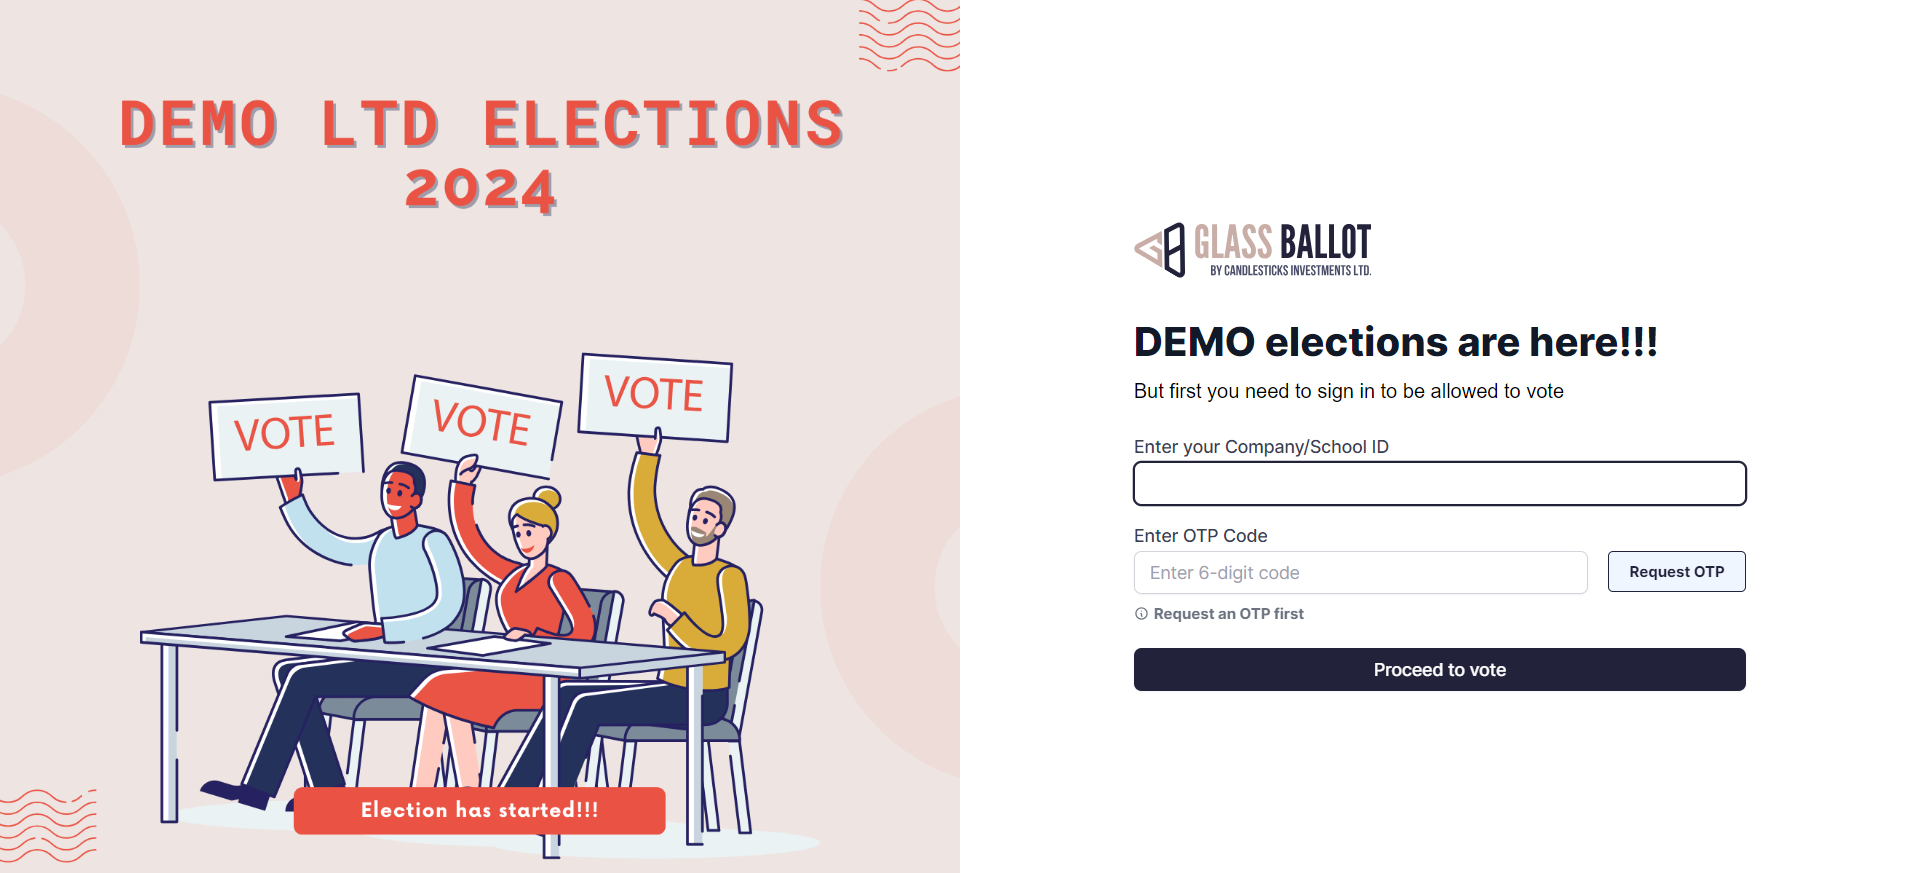 DEMO LTD ELECTIONS
2024
VOTE
VOTE
VOTE
Election has started!!!
GLASS BALLOT
BY CANDLESTICKS INVESTMENTS LTD.
DEMO elections are here!!!
But first you need to sign in to be allowed to vote
Enter your Company/School ID
Enter OTP Code
Enter 6-digit code
Request OTP
Request an OTP first
Proceed to vote